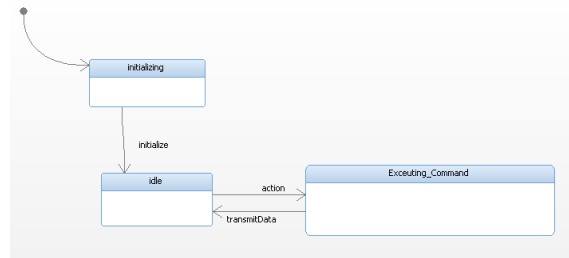 initializing
initialize
idle
action
Exceuting_Command
transmitData